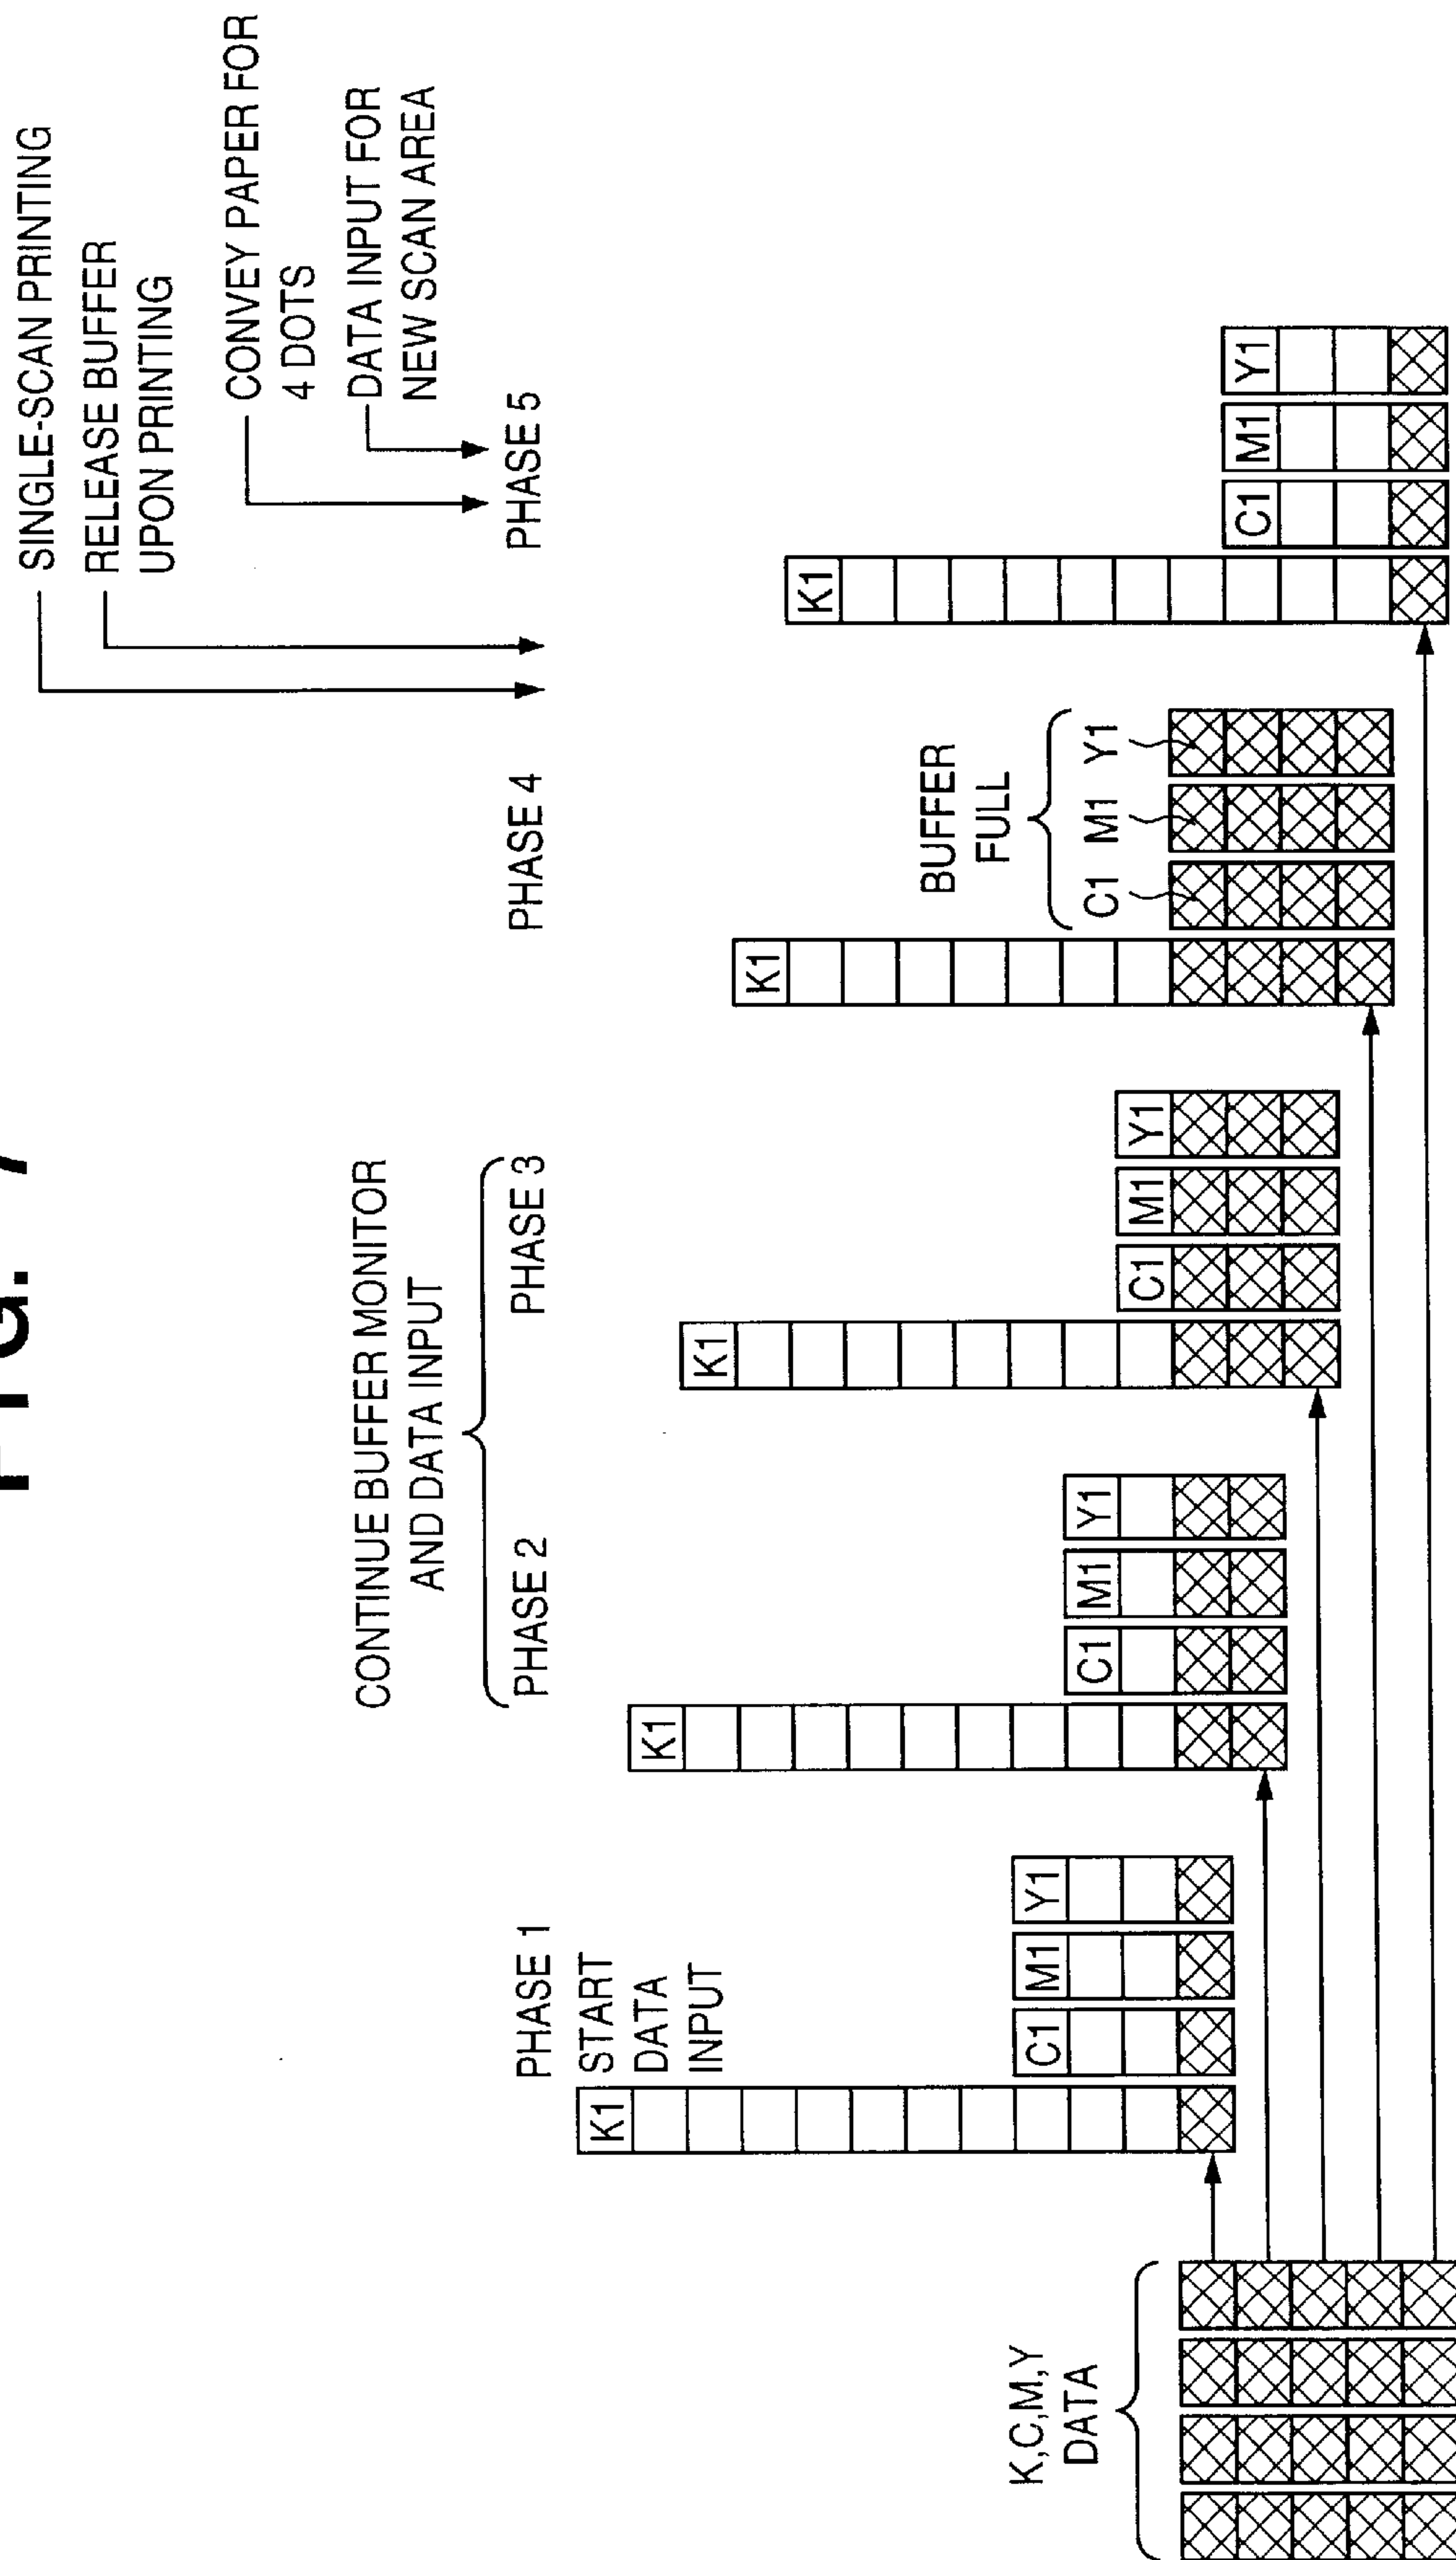 FIG. 7
SINGLE-SCAN PRINTING
RELEASE BUFFER
UPON PRINTING
CONVEY PAPER FOR
4 DOTS
DATA INPUT FOR
NEW SCAN AREA
CONTINUE BUFFER MONITOR
AND DATA INPUT
PHASE 1
START
DATA
INPUT
PHASE 2
PHASE 3
PHASE 4
PHASE 5
K,C,M,Y
DATA
K1
C1
M1
Y1
K1
C1
M1
Y1
K1
C1
M1
Y1
BUFFER
FULL
K1
C1
M1
Y1
K1
C1
M1
Y1